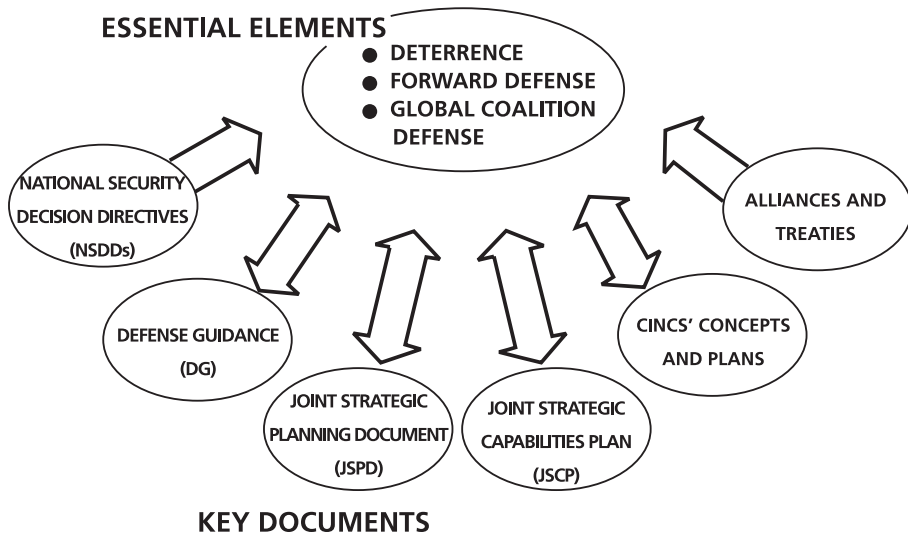 ESSENTIAL ELEMENTS
● DETERRENCE
● FORWARD DEFENSE
● GLOBAL COALITION
DEFENSE
NATIONAL SECURITY
DECISION DIRECTIVES
(NSDDs)
DEFENSE GUIDANCE
(DG)
JOINT STRATEGIC
PLANNING DOCUMENT
(JSPD)
JOINT STRATEGIC
CAPABILITIES PLAN
(JSCP)
CINCS’ CONCEPTS
AND PLANS
ALLIANCES AND
TREATIES
KEY DOCUMENTS